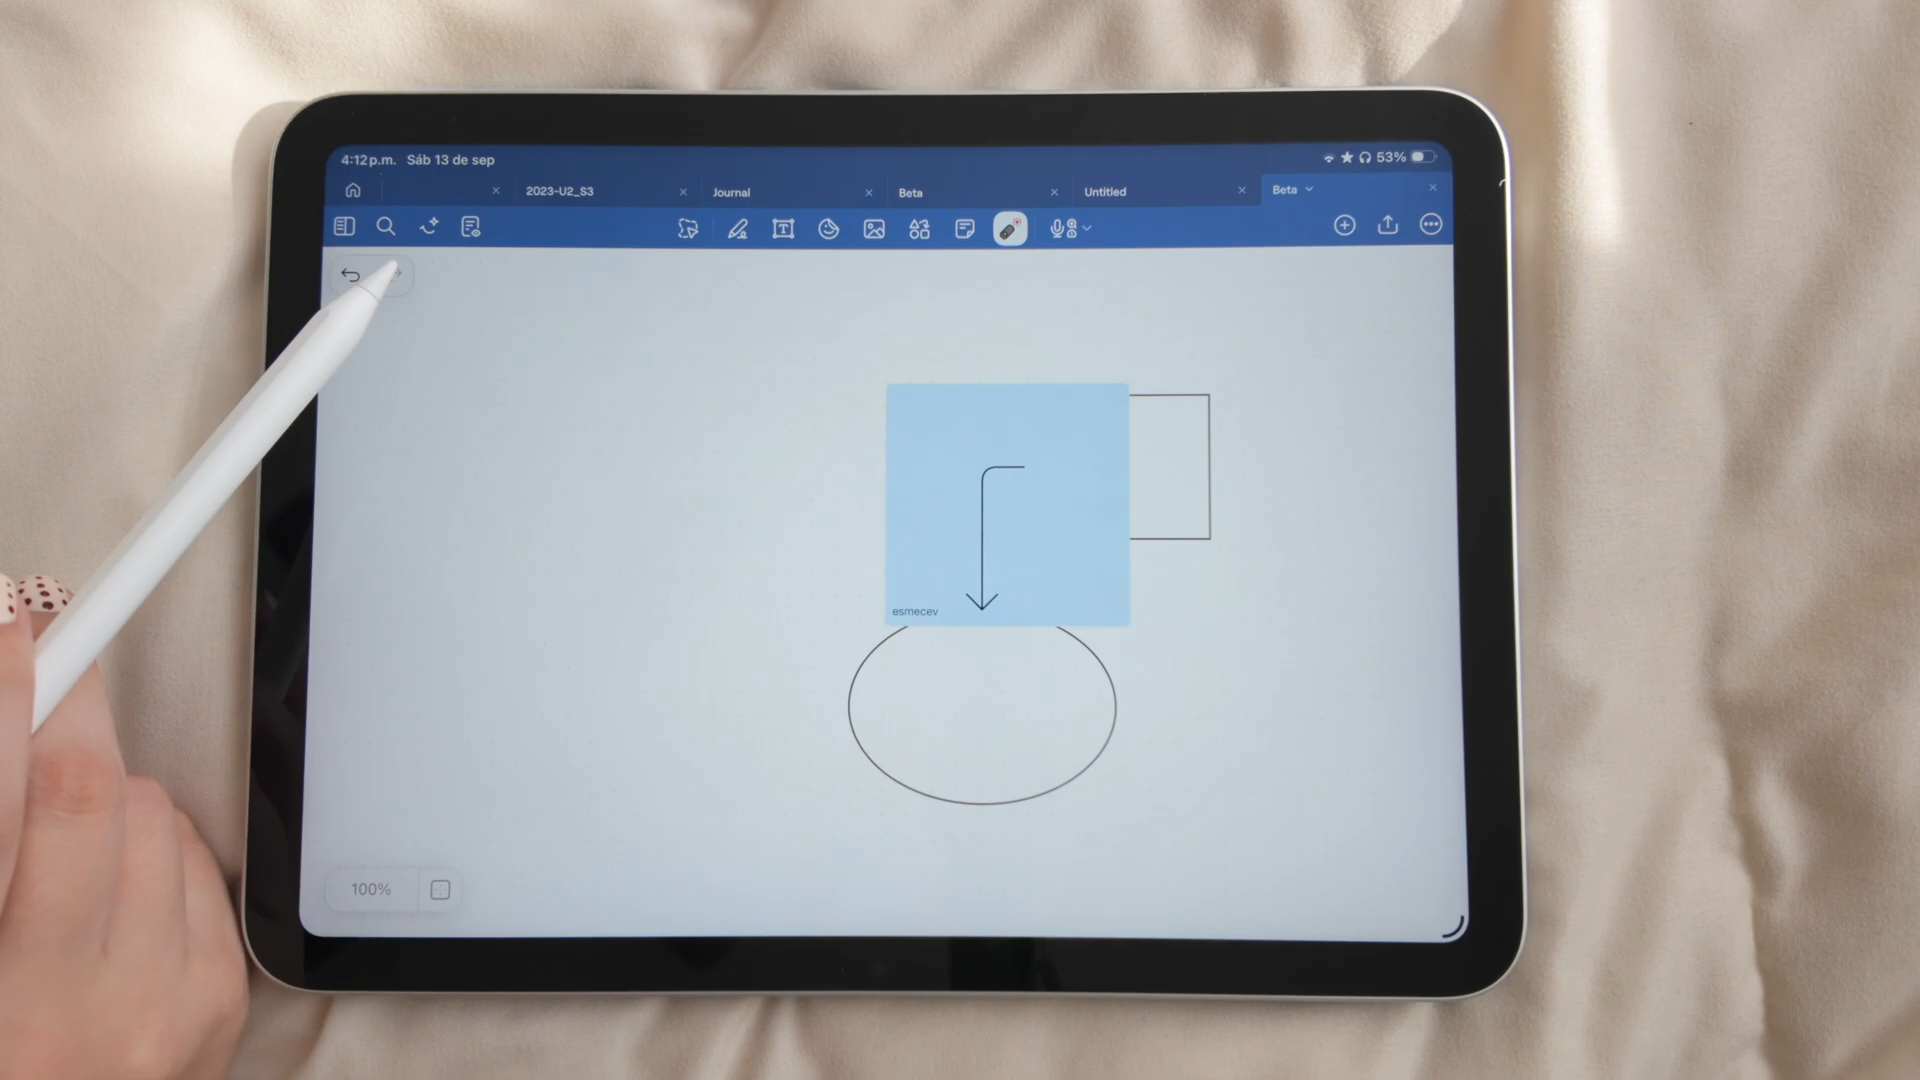 4:12 p.m. Sáb 13 de sep
53%
2023-U2_S3
Journal
Beta
Untitled
Beta
esmecev
100%